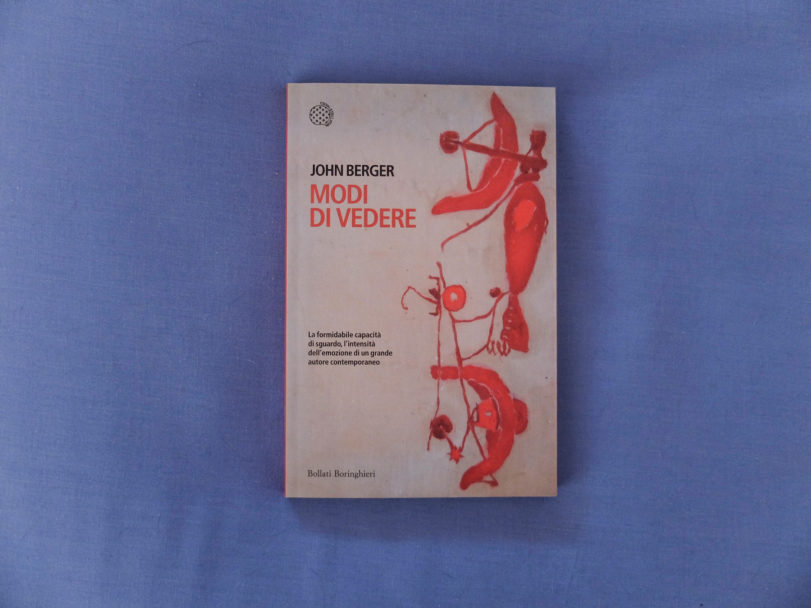 JOHN BERGER
MODI
DI VEDERE
La formidabile capacità
di sguardo, l'intensità
dell'emozione di un grande
autore contemporaneo
Bollati Boringhieri